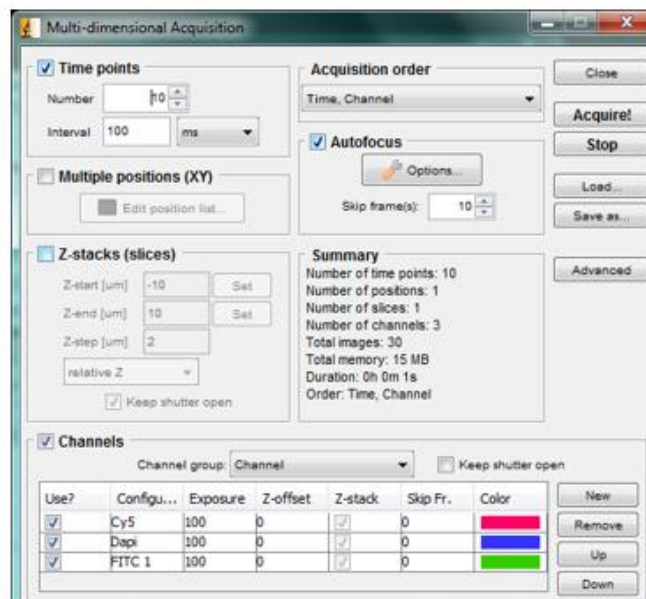 Multi-dimensional Acquisition
Time points
Number 10
Interval 100 ms
Multiple positions (XY)
Edit position list...
Z-stacks (slices)
Z-start [um] -10 Set
Z-end [um] 10 Set
Z-step [um] 2
relative Z
Keep shutter open
Acquisition order
Time, Channel
Autofocus
Options...
Skip frame(s): 10
Summary
Number of time points: 10
Number of positions: 1
Number of slices: 1
Number of channels: 3
Total images: 30
Total memory: 15 MB
Duration: 0h 0m 1s
Order: Time, Channel
Close
Acquire!
Stop
Load...
Save as...
Advanced
Channels
Channel group: Channel Keep shutter open
Use? Configu... Exposure Z-offset Z-stack Skip Fr. Color
Cy5 100 0 0
Dapi 100 0 0
FITC 1 100 0 0
New
Remove
Up
Down